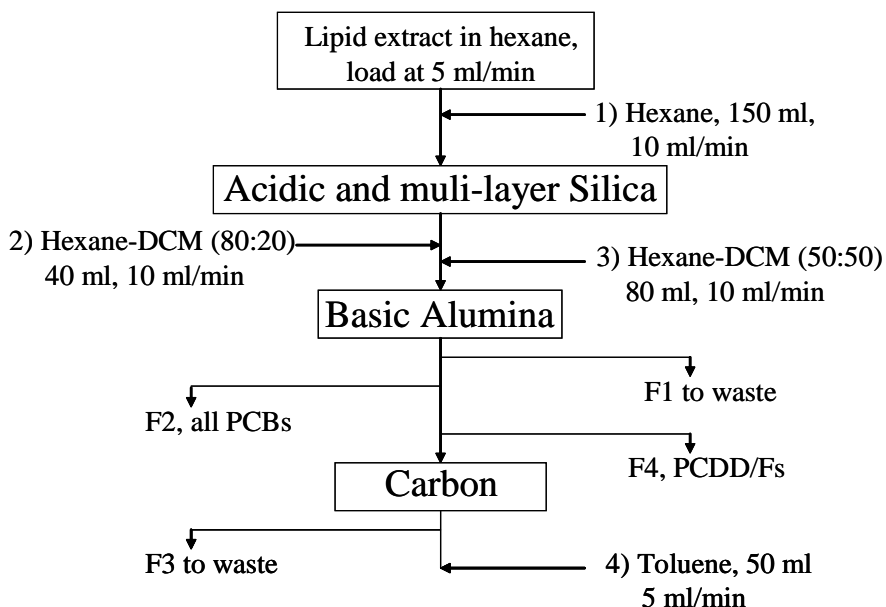 Lipid extract in hexane,
load at 5 ml/min
1) Hexane, 150 ml,
10 ml/min
Acidic and muli-layer Silica
2) Hexane-DCM (80:20)
40 ml, 10 ml/min
3) Hexane-DCM (50:50)
80 ml, 10 ml/min
Basic Alumina
F1 to waste
F2, all PCBs
F4, PCDD/Fs
Carbon
F3 to waste
4) Toluene, 50 ml
5 ml/min